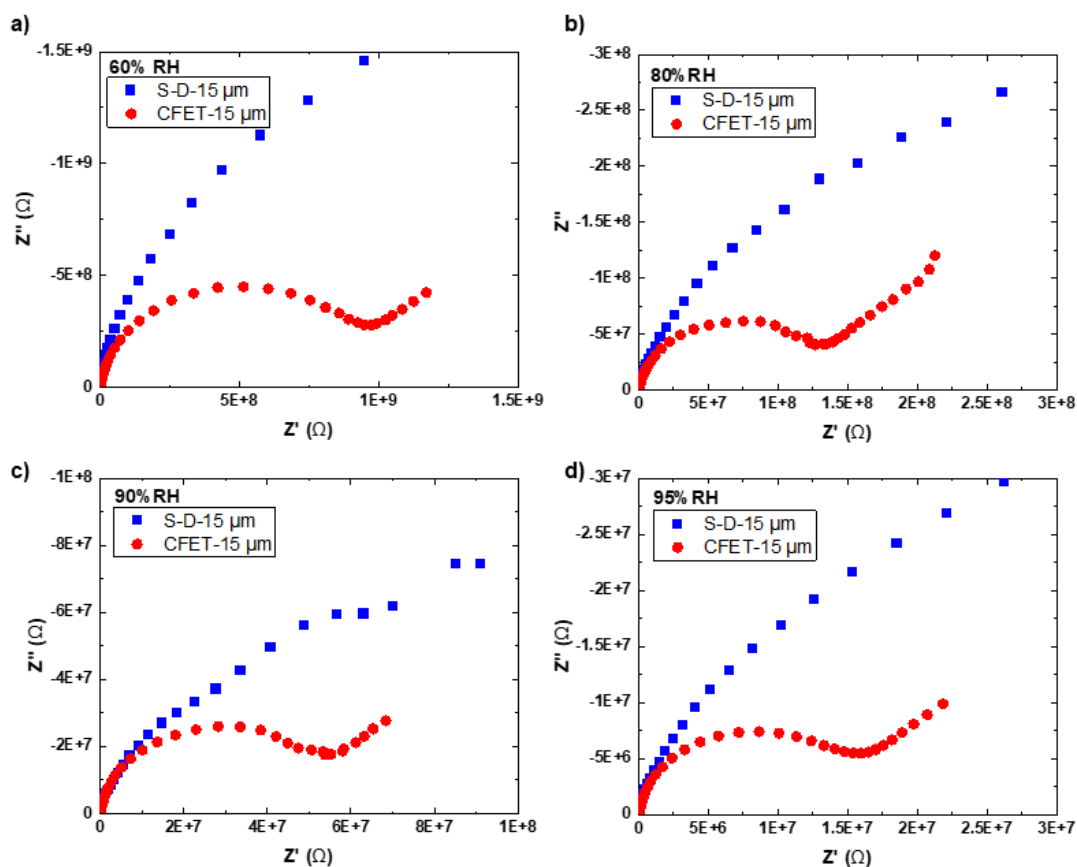 a)
-1.5E+9
60% RH
S-D-15 µm
CFET-15 µm
-1E+9
Z'' (Ω)
-5E+8
0
0 5E+8 1E+9 1.5E+9
Z' (Ω)
b)
-3E+8
80% RH
S-D-15 µm
CFET-15 µm
-2.5E+8
-2E+8
Z''
-1.5E+8
-1E+8
-5E+7
0
0 5E+7 1E+8 1.5E+8 2E+8 2.5E+8 3E+8
Z' (Ω)
c)
-1E+8
90% RH
S-D-15 µm
CFET-15 µm
-8E+7
-6E+7
Z'' (Ω)
-4E+7
-2E+7
0
0 2E+7 4E+7 6E+7 8E+7 1E+8
Z' (Ω)
d)
-3E+7
95% RH
S-D-15 µm
CFET-15 µm
-2.5E+7
-2E+7
Z'' (Ω)
-1.5E+7
-1E+7
-5E+6
0
0 5E+6 1E+7 1.5E+7 2E+7 2.5E+7 3E+7
Z' (Ω)